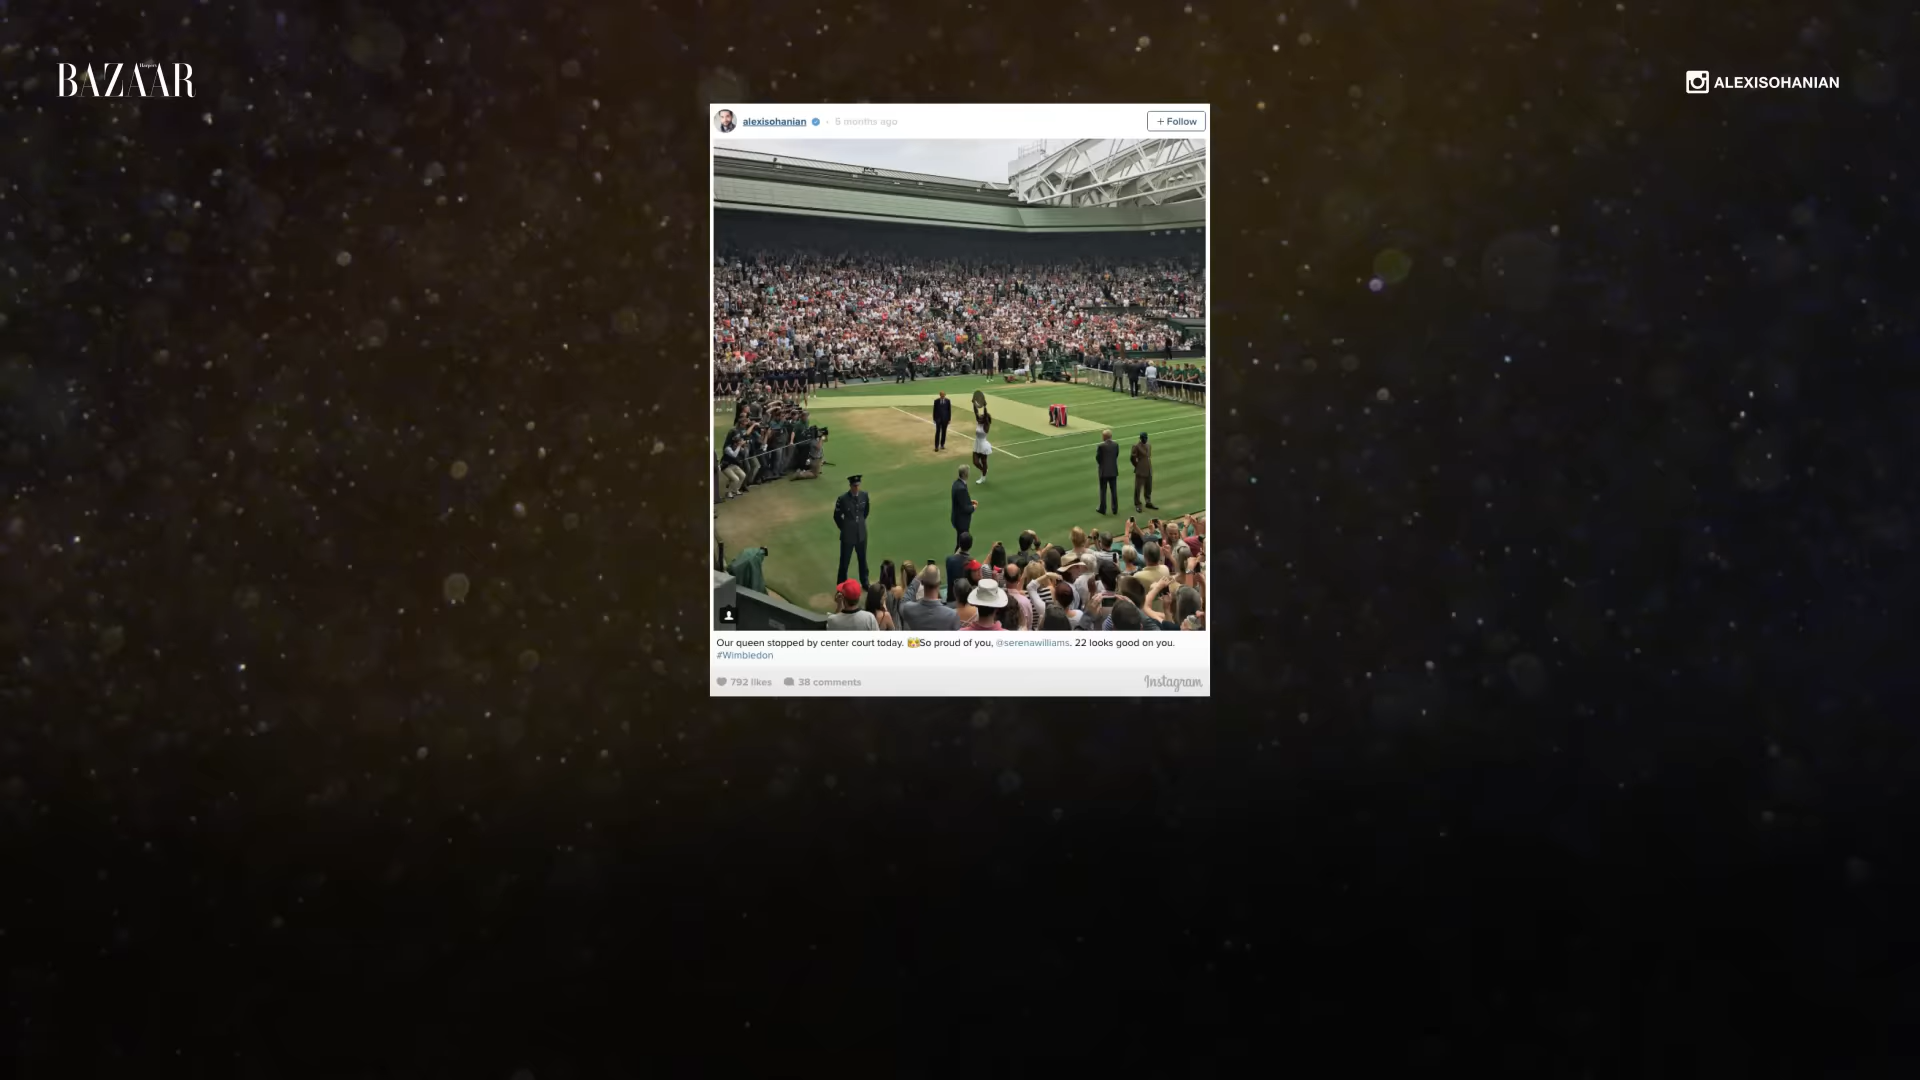 Harper's
BAZAAR
ALEXISOHANIAN
alexisohanian · 5 months ago
+ Follow
Our queen stopped by center court today. 👸So proud of you, @serenawilliams. 22 looks good on you.
#Wimbledon
792 likes 38 comments
Instagram